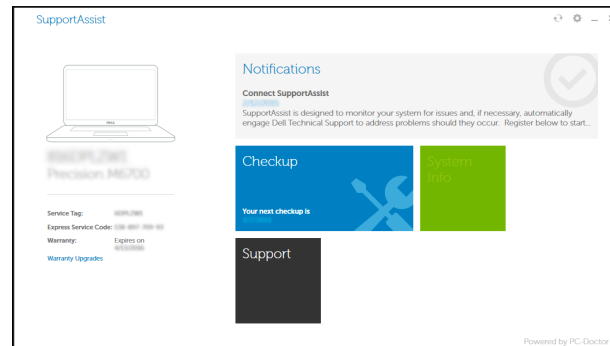 SupportAssist
Notifications
Connect SupportAssist
SupportAssist is designed to monitor your system for issues and, if necessary, automatically
engage Dell Technical Support to address problems should they occur. Register below to start...
DELL
Precision M6700
Checkup
System
Info
Your next checkup is
Service Tag:
Express Service Code:
Warranty: Expires on
Warranty Upgrades
Support
Powered by PC-Doctor